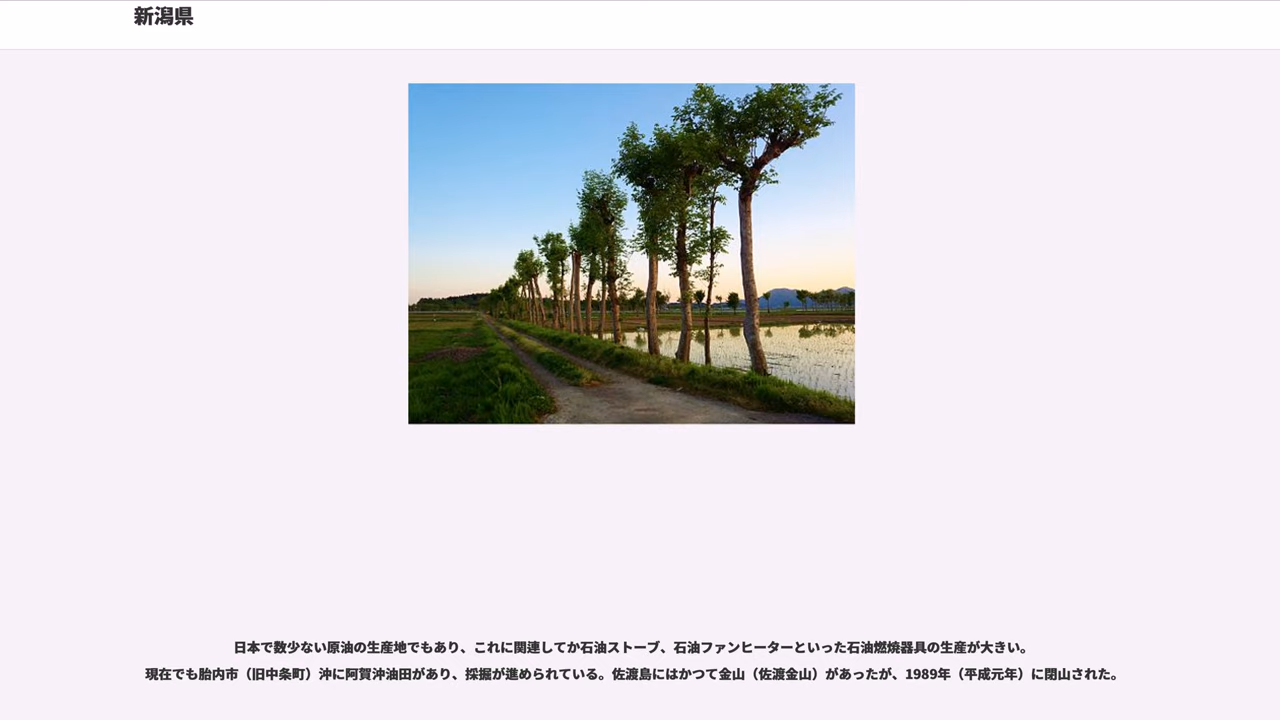 新潟県
日本で数少ない原油の生産地でもあり、これに関連してか石油ストーブ、石油ファンヒーターといった石油燃焼器具の生産が大きい。
現在でも胎内市（旧中条町）沖に阿賀沖油田があり、採掘が進められている。佐渡島にはかつて金山（佐渡金山）があったが、1989年（平成元年）に閉山された。